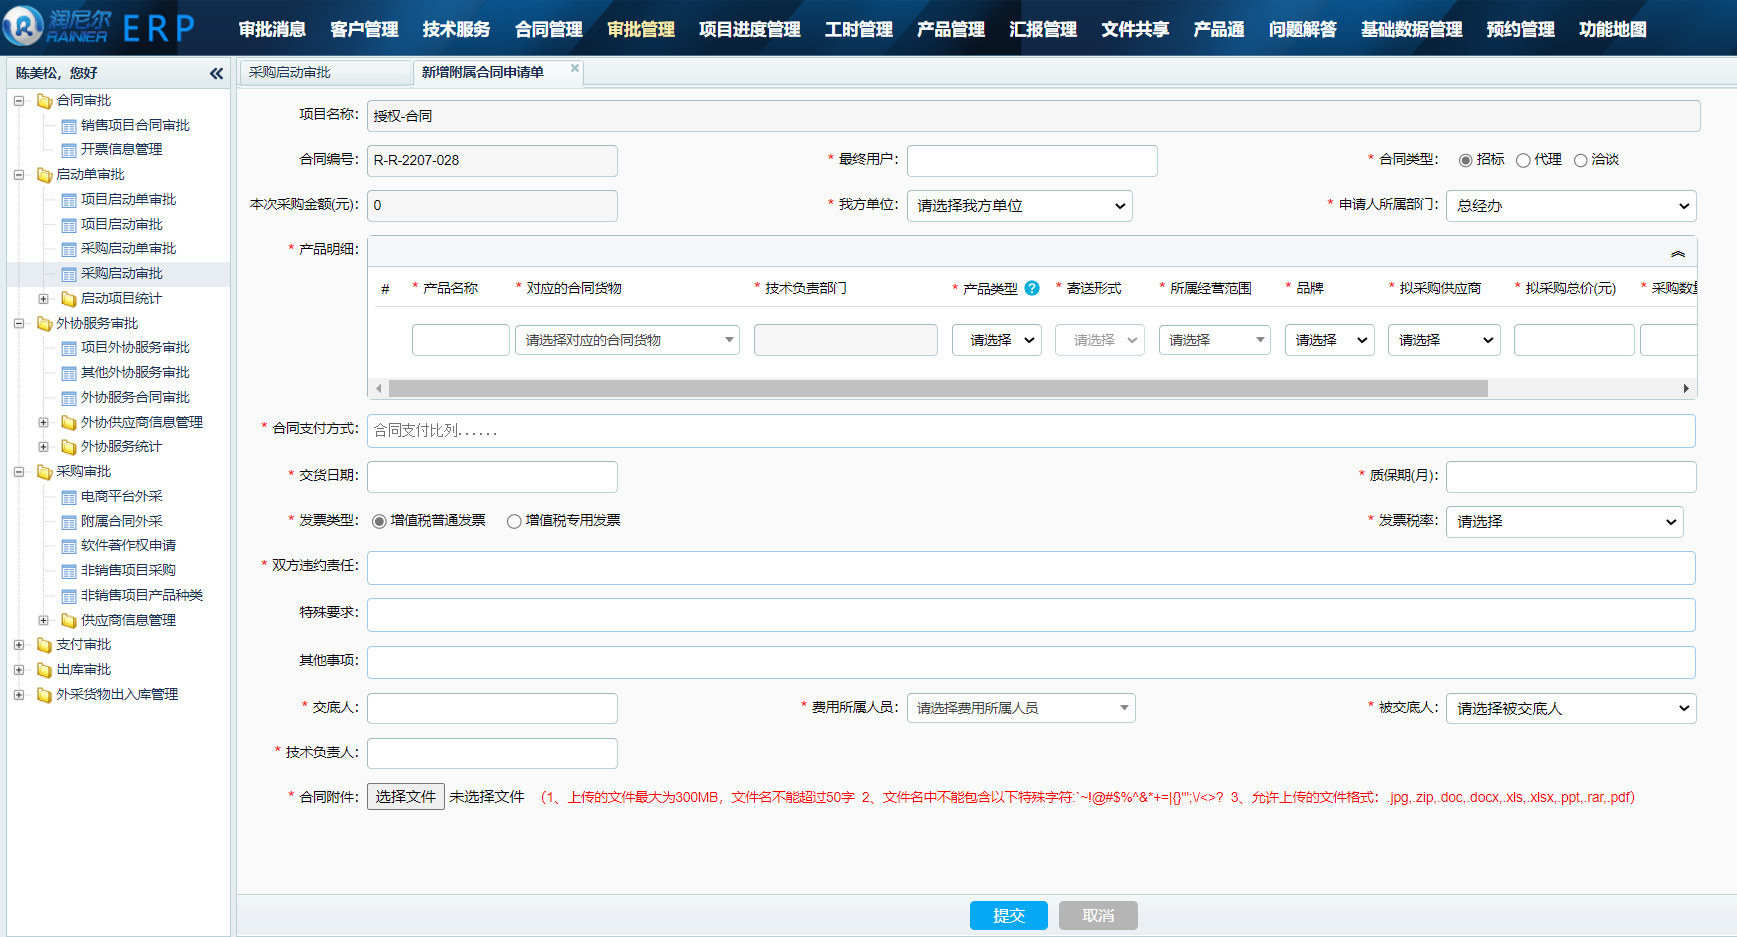 润尼尔 RAINIER ERP
审批消息 客户管理 技术服务 合同管理 审批管理 项目进度管理 工时管理 产品管理 汇报管理 文件共享 产品通 问题解答 基础数据管理 预约管理 功能地图
陈美松，您好
合同审批
销售项目合同审批
开票信息管理
启动单审批
项目启动单审批
项目启动审批
采购启动单审批
采购启动审批
启动项目统计
外协服务审批
项目外协服务审批
其他外协服务审批
外协服务合同审批
外协供应商信息管理
外协服务统计
采购审批
电商平台外采
附属合同外采
软件著作权申请
非销售项目采购
非销售项目产品种类
供应商信息管理
支付审批
出库审批
外采货物出入库管理
采购启动审批 新增附属合同申请单
项目名称: 授权-合同
合同编号: R-R-2207-028 * 最终用户: * 合同类型: 招标 代理 洽谈
本次采购金额(元): 0 * 我方单位: 请选择我方单位 * 申请人所属部门: 总经办
* 产品明细:
# * 产品名称 * 对应的合同货物 * 技术负责部门 * 产品类型 ? * 寄送形式 * 所属经营范围 * 品牌 * 拟采购供应商 * 拟采购总价(元) * 采购数
请选择对应的合同货物 请选择 请选择 请选择 请选择 请选择
* 合同支付方式: 合同支付比列......
* 交货日期: * 质保期(月):
* 发票类型: 增值税普通发票 增值税专用发票 * 发票税率: 请选择
* 双方违约责任:
特殊要求:
其他事项:
* 交底人: * 费用所属人员: 请选择费用所属人员 * 被交底人: 请选择被交底人
* 技术负责人:
* 合同附件: 选择文件 未选择文件 （1、上传的文件最大为300MB，文件名不能超过50字 2、文件名中不能包含以下特殊字符:`~!@#$%^&*+=|{}'";\/<>? 3、允许上传的文件格式：.jpg,.zip,.doc,.docx,.xls,.xlsx,.ppt,.rar,.pdf）
提交 取消